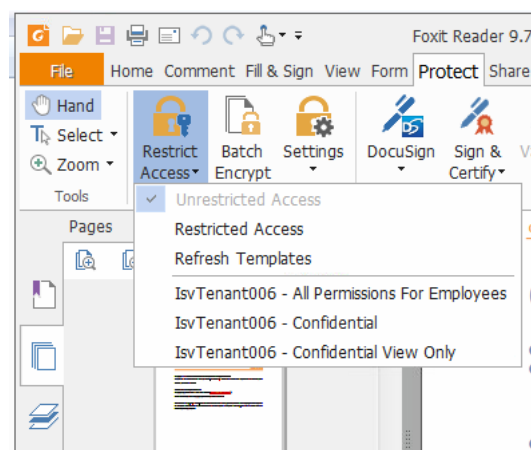 Foxit Reader 9.7
File Home Comment Fill & Sign View Form Protect Share
Hand
Select
Zoom
Tools
Restrict Access
Batch Encrypt
Settings
DocuSign
Sign & Certify
Pages
Unrestricted Access
Restricted Access
Refresh Templates
IsvTenant006 - All Permissions For Employees
IsvTenant006 - Confidential
IsvTenant006 - Confidential View Only